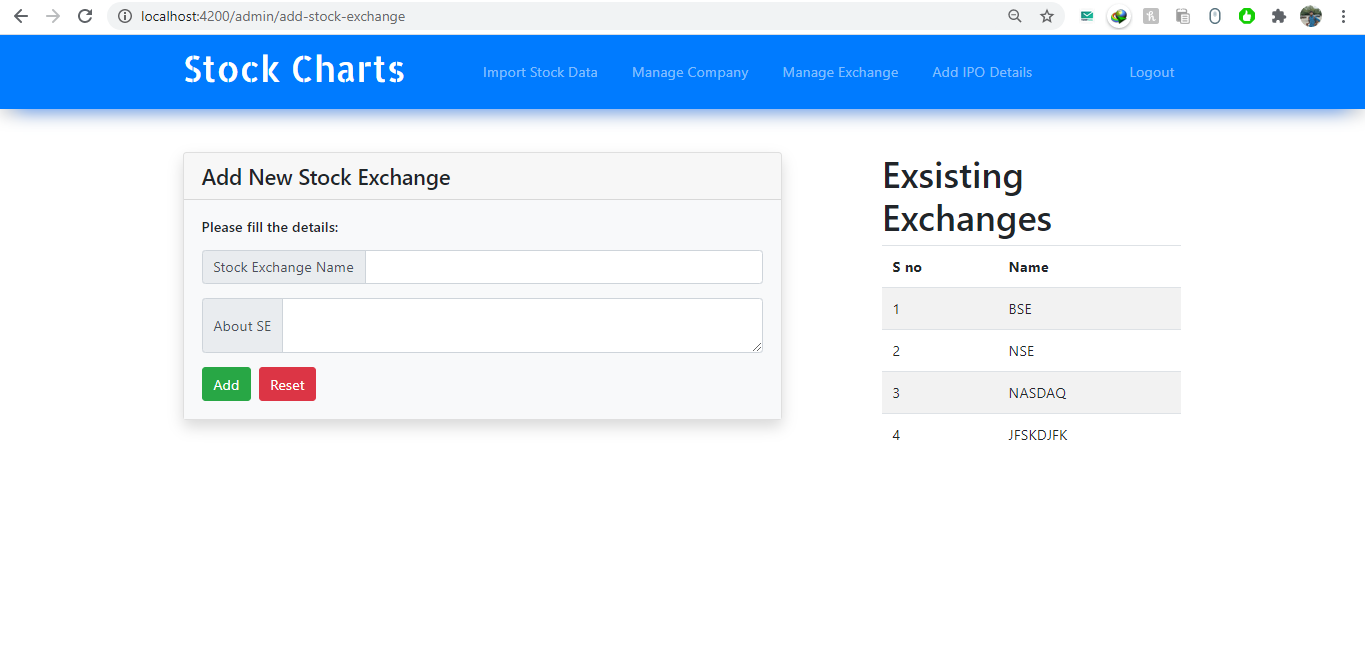 localhost:4200/admin/add-stock-exchange
Stock Charts
Import Stock Data
Manage Company
Manage Exchange
Add IPO Details
Logout
Add New Stock Exchange
Please fill the details:
Stock Exchange Name
About SE
Add
Reset
Exsisting
Exchanges
S no Name
1 BSE
2 NSE
3 NASDAQ
4 JFSKDJFK